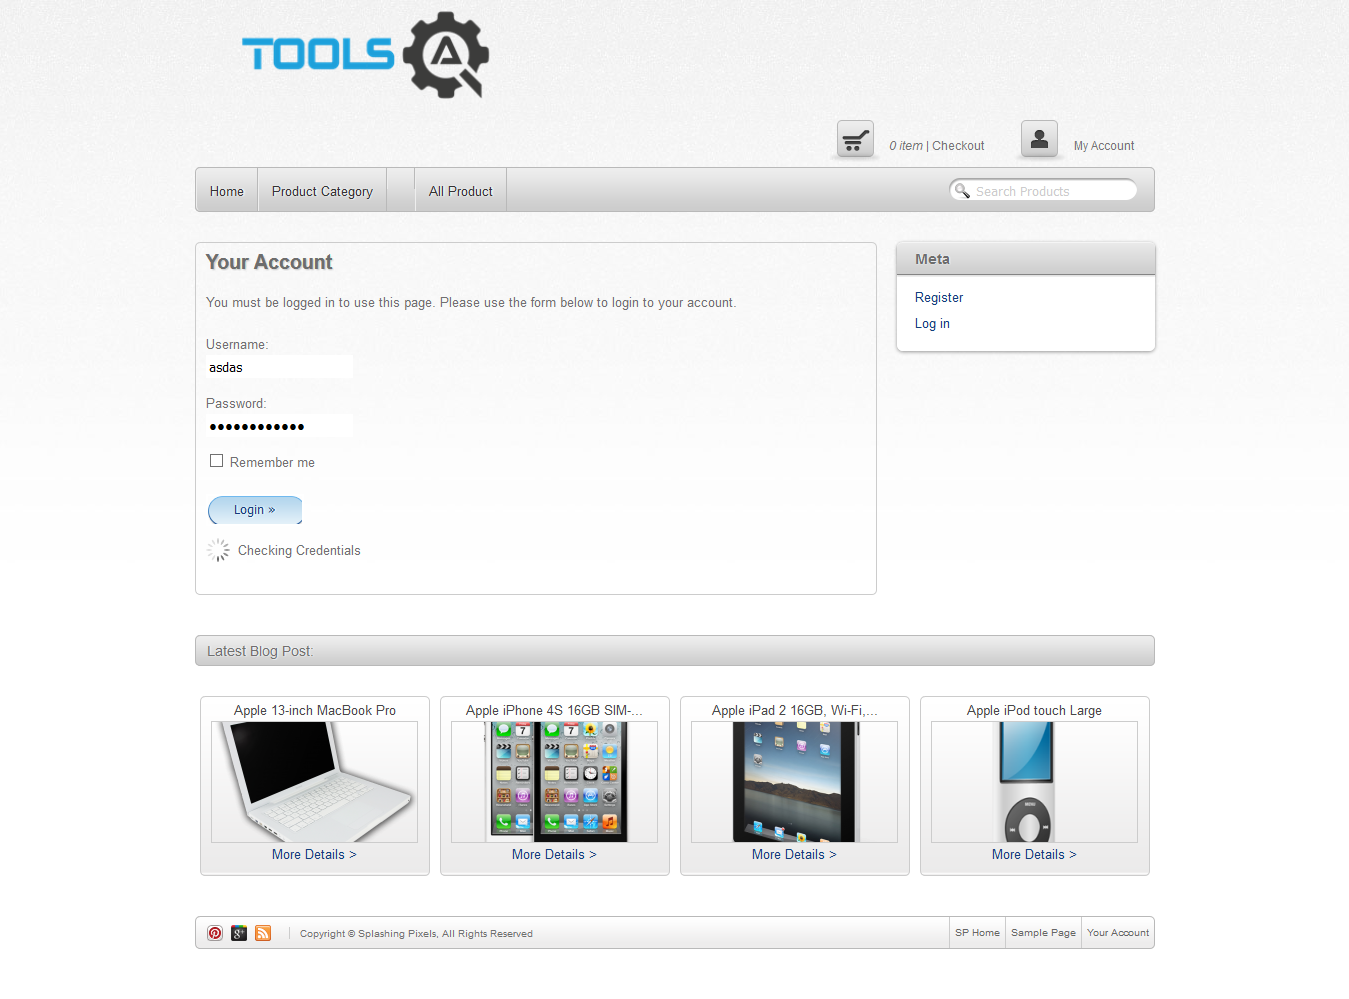 TOOLS QA
0 item | Checkout
My Account
Home
Product Category
All Product
Search Products
Your Account
You must be logged in to use this page. Please use the form below to login to your account.
Username:
asdas
Password:
••••••••••••
Remember me
Login »
Checking Credentials
Meta
Register
Log in
Latest Blog Post:
Apple 13-inch MacBook Pro
More Details >
Apple iPhone 4S 16GB SIM-...
More Details >
Apple iPad 2 16GB, Wi-Fi,...
More Details >
Apple iPod touch Large
MENU
More Details >
Copyright © Splashing Pixels, All Rights Reserved
SP Home
Sample Page
Your Account